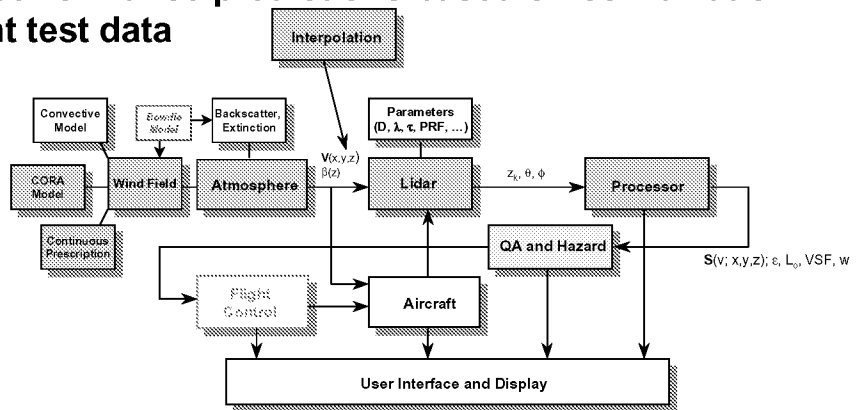 nt test data
Interpolation
Convective
Model
Backscatter,
Extinction
Parameters
(D, λ, τ, PRF, ...)
CORA
Model
Wind Field
Atmosphere
V(x,y,z)
β(z)
Lidar
zk, θ, ϕ
Processor
Continuous
Prescription
QA and Hazard
S(v; x,y,z); ε, Lo, VSF, w
Flight
Control
Aircraft
User Interface and Display